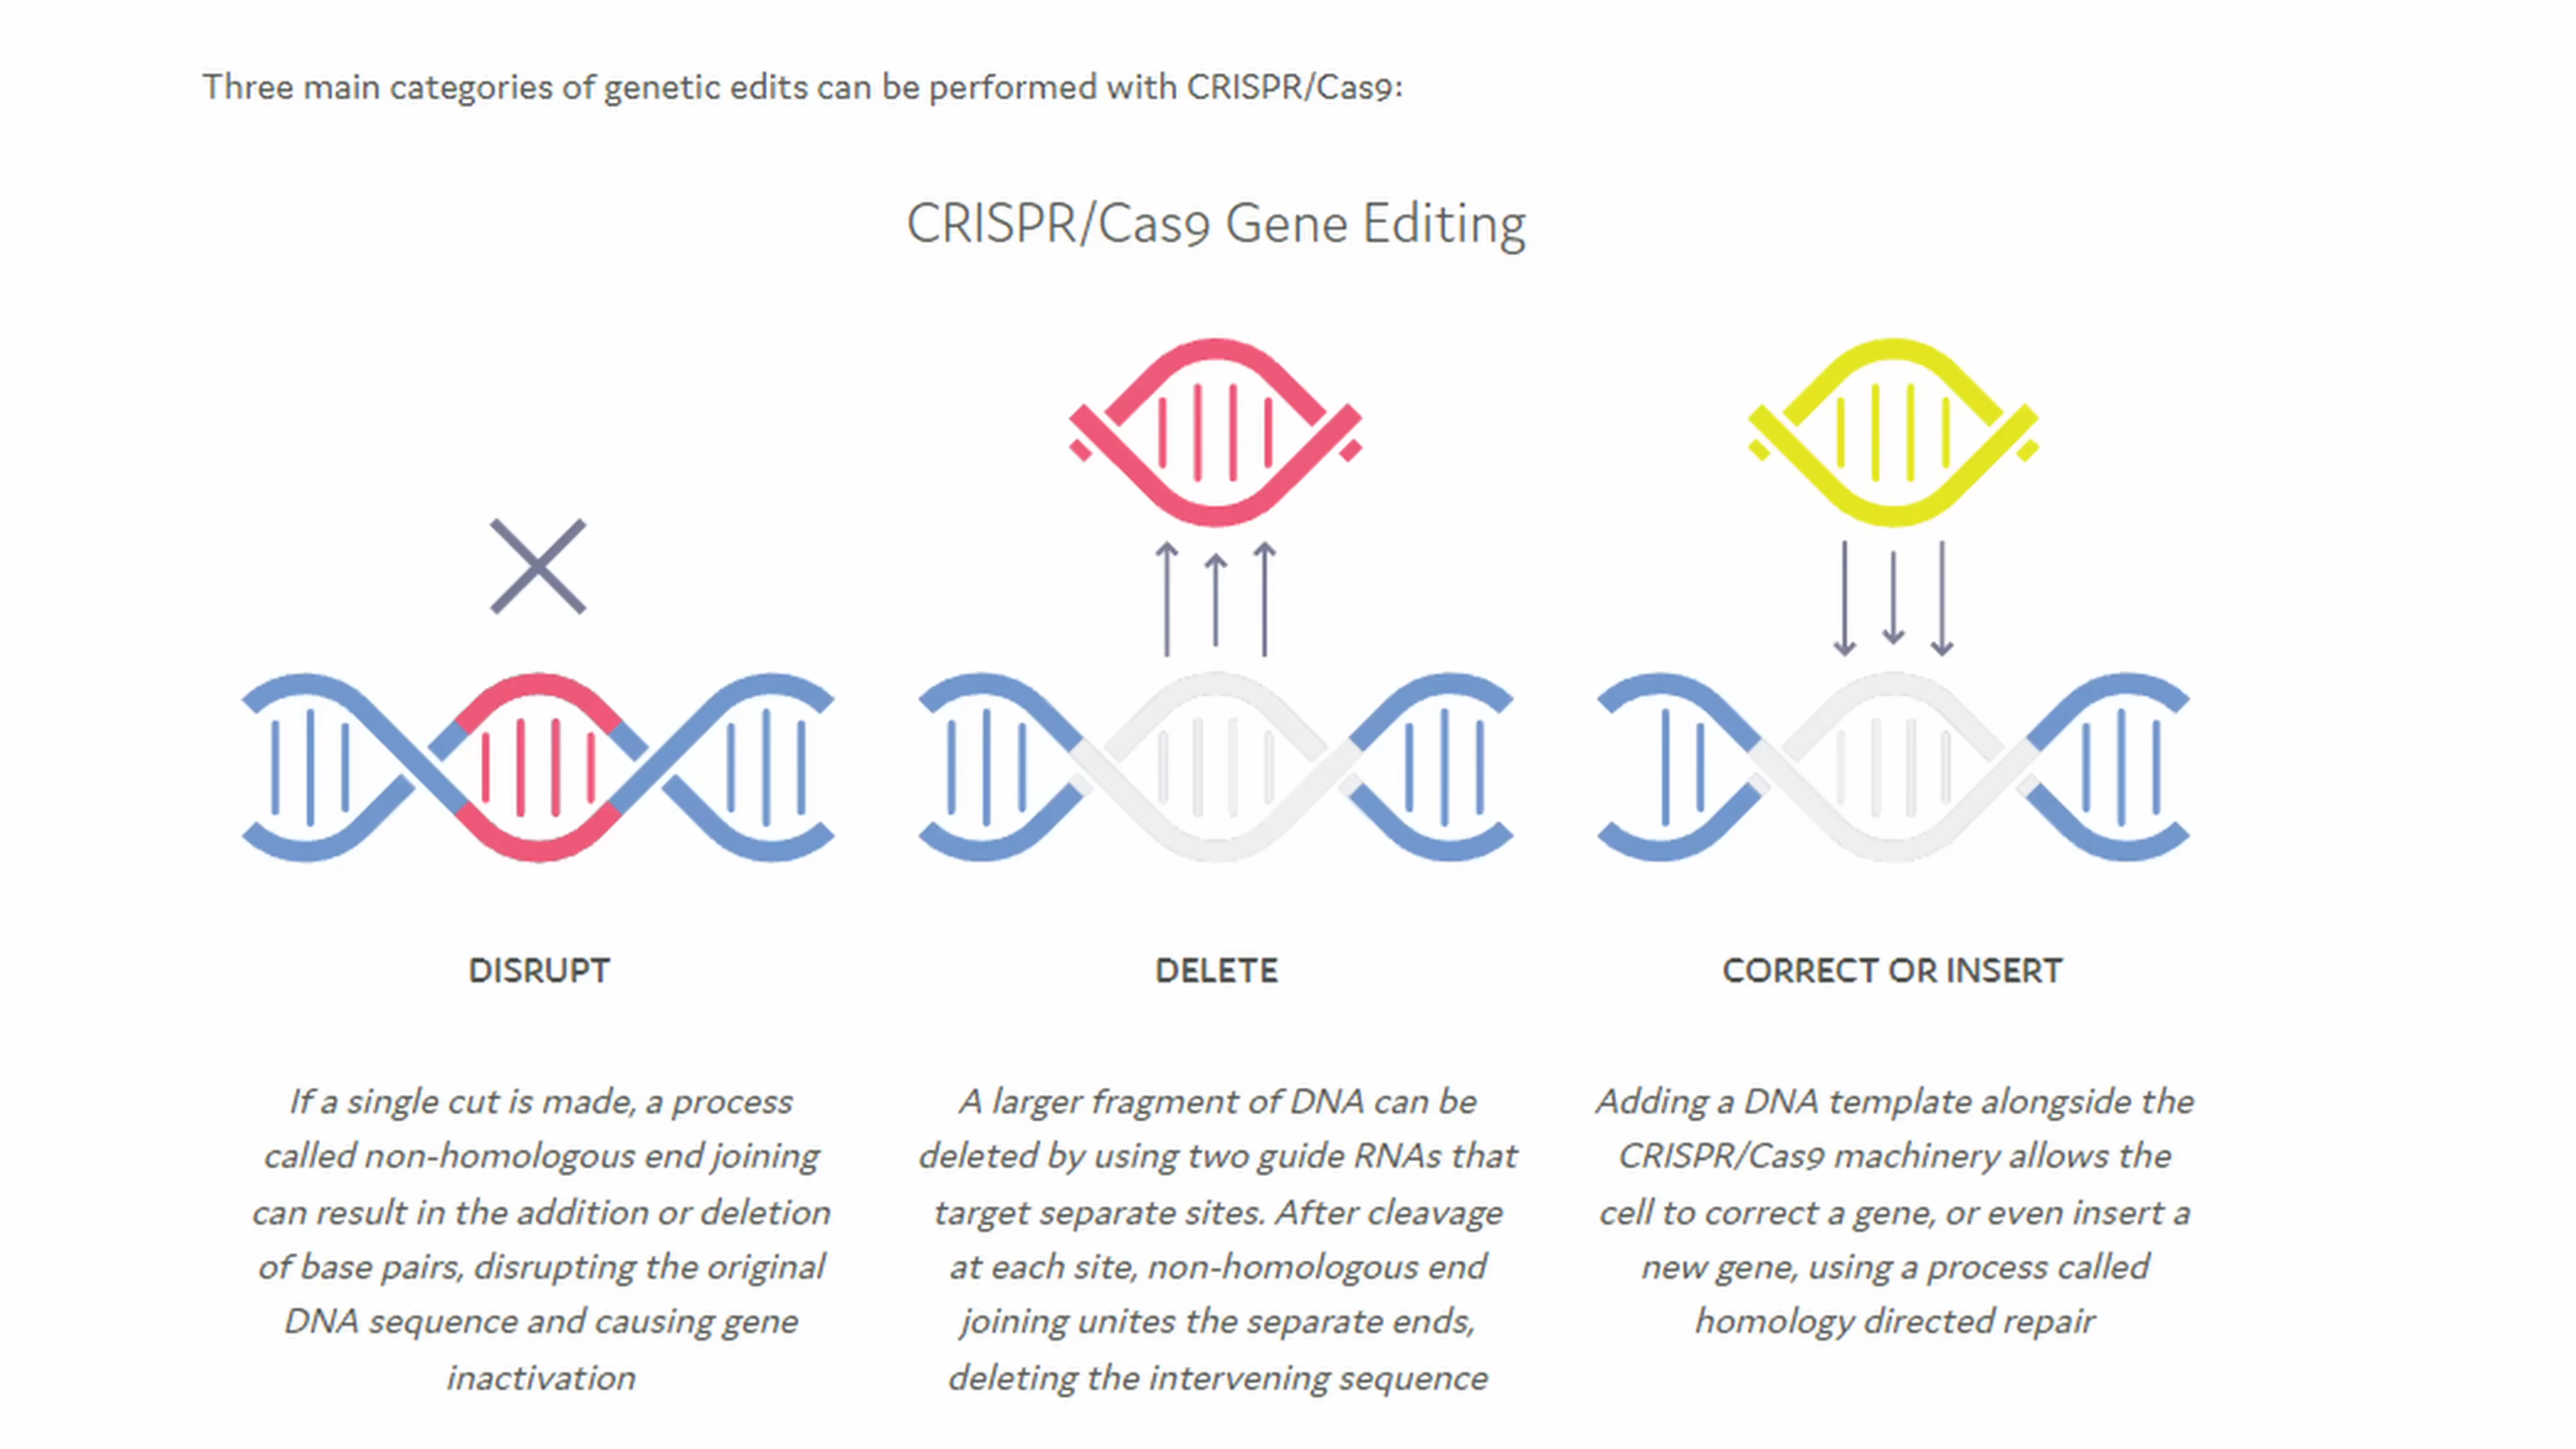 Three main categories of genetic edits can be performed with CRISPR/Cas9:
CRISPR/Cas9 Gene Editing
DISRUPT
If a single cut is made, a process
called non-homologous end joining
can result in the addition or deletion
of base pairs, disrupting the original
DNA sequence and causing gene
inactivation
DELETE
A larger fragment of DNA can be
deleted by using two guide RNAs that
target separate sites. After cleavage
at each site, non-homologous end
joining unites the separate ends,
deleting the intervening sequence
CORRECT OR INSERT
Adding a DNA template alongside the
CRISPR/Cas9 machinery allows the
cell to correct a gene, or even insert a
new gene, using a process called
homology directed repair